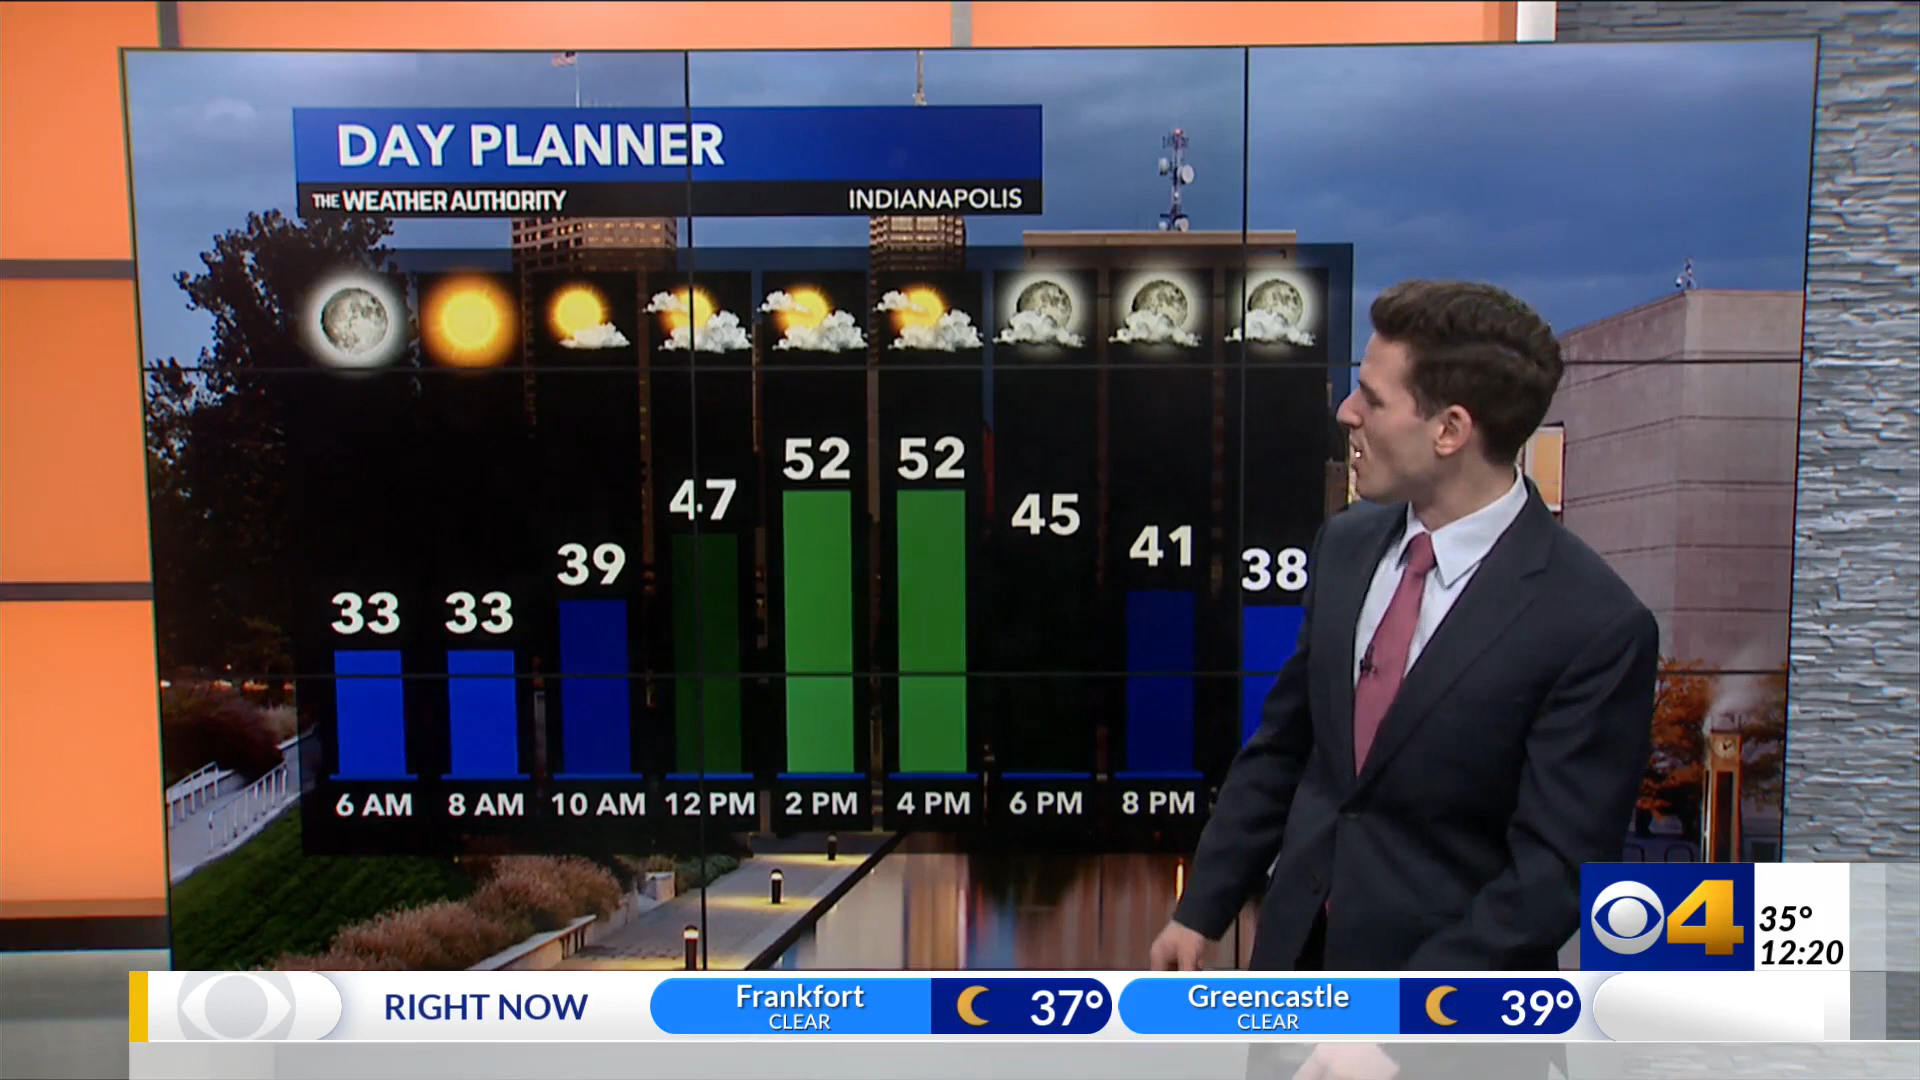 DAY PLANNER
THE WEATHER AUTHORITY
INDIANAPOLIS
33 33 39 47 52 52 45 41 38
6 AM 8 AM 10 AM 12 PM 2 PM 4 PM 6 PM 8 PM
4 35°
12:20
RIGHT NOW
Frankfort
CLEAR
37°
Greencastle
CLEAR
39°